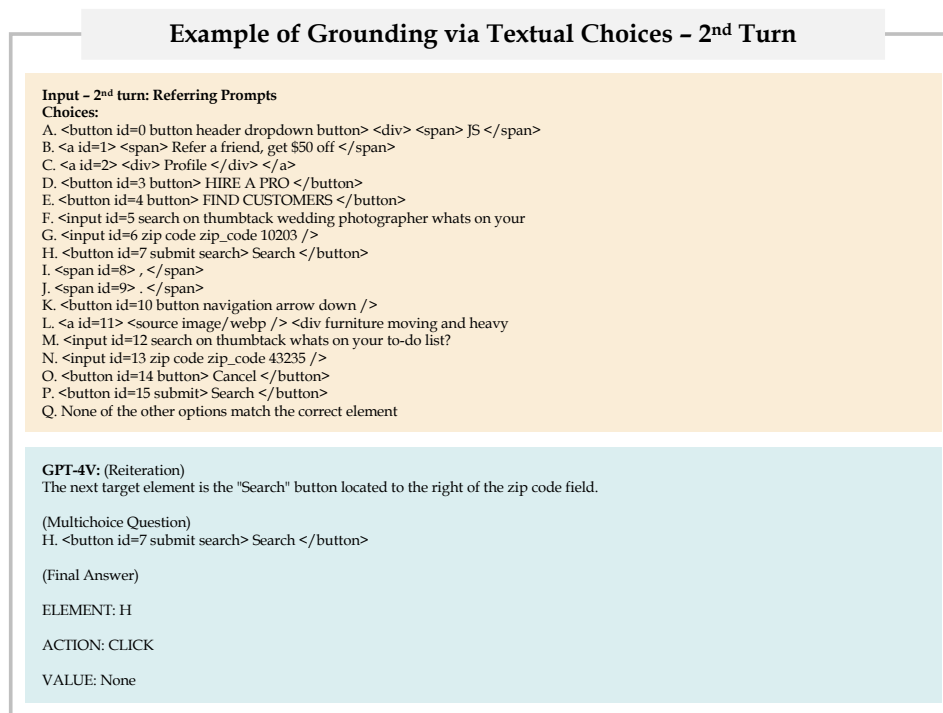 Example of Grounding via Textual Choices – 2nd Turn
Input – 2nd turn: Referring Prompts
Choices:
A. <button id=0 button header dropdown button> <div> <span> JS </span>
B. <a id=1> <span> Refer a friend, get $50 off </span>
C. <a id=2> <div> Profile </div> </a>
D. <button id=3 button> HIRE A PRO </button>
E. <button id=4 button> FIND CUSTOMERS </button>
F. <input id=5 search on thumbtack wedding photographer whats on your
G. <input id=6 zip code zip_code 10203 />
H. <button id=7 submit search> Search </button>
I. <span id=8> , </span>
J. <span id=9> . </span>
K. <button id=10 button navigation arrow down />
L. <a id=11> <source image/webp /> <div furniture moving and heavy
M. <input id=12 search on thumbtack whats on your to-do list?
N. <input id=13 zip code zip_code 43235 />
O. <button id=14 button> Cancel </button>
P. <button id=15 submit> Search </button>
Q. None of the other options match the correct element
GPT-4V: (Reiteration)
The next target element is the "Search" button located to the right of the zip code field.
(Multichoice Question)
H. <button id=7 submit search> Search </button>
(Final Answer)
ELEMENT: H
ACTION: CLICK
VALUE: None